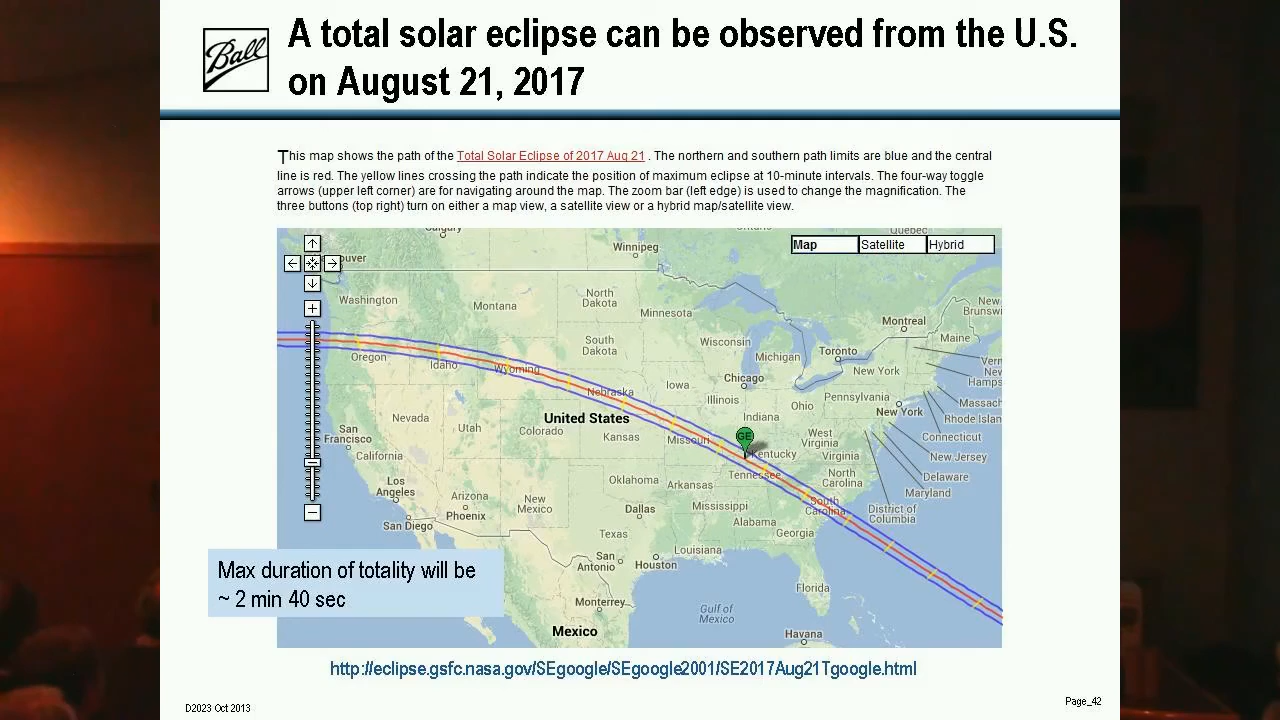 Ball
A total solar eclipse can be observed from the U.S.
on August 21, 2017
This map shows the path of the Total Solar Eclipse of 2017 Aug 21 . The northern and southern path limits are blue and the central
line is red. The yellow lines crossing the path indicate the position of maximum eclipse at 10-minute intervals. The four-way toggle
arrows (upper left corner) are for navigating around the map. The zoom bar (left edge) is used to change the magnification. The
three buttons (top right) turn on either a map view, a satellite view or a hybrid map/satellite view.
Calgary
Quebec
Winnipeg
Map
Satellite
Hybrid
ouver
Washington
Montana
North
Dakota
Minnesota
Montreal
New
Brunsw
Maine
Oregon
Idaho
Wyoming
South
Dakota
Wisconsin
Michigan
Toronto
New York
Vern
New
Hamps
Nebraska
Iowa
Chicago
Illinois
Indiana
Ohio
Pennsylvania
New York
Massach
Rhode Islan
Connecticut
New Jersey
Delaware
Maryland
District of
Columbia
Nevada
Utah
Colorado
United States
Kansas
Missouri
GE
Kentucky
West
Virginia
Virginia
San
Francisco
California
Los
Angeles
San Diego
Arizona
Phoenix
New
Mexico
Oklahoma
Arkansas
Tennessee
North
Carolina
South
Carolina
Dallas
Mississippi
Alabama
Georgia
Texas
Louisiana
San
Antonio
Houston
Florida
Monterrey
Gulf of
Mexico
Mexico
Havana
Max duration of totality will be
~ 2 min 40 sec
http://eclipse.gsfc.nasa.gov/SEgoogle/SEgoogle2001/SE2017Aug21Tgoogle.html
D2023 Oct 2013
Page_42